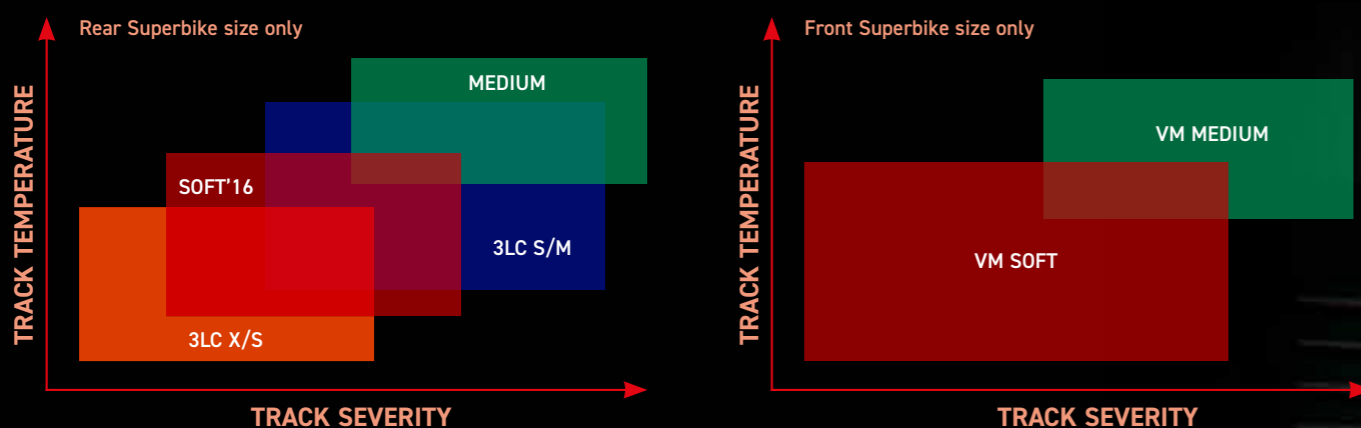 Rear Superbike size only
TRACK TEMPERATURE
MEDIUM
SOFT'16
3LC S/M
3LC X/S
TRACK SEVERITY
Front Superbike size only
TRACK TEMPERATURE
VM MEDIUM
VM SOFT
TRACK SEVERITY